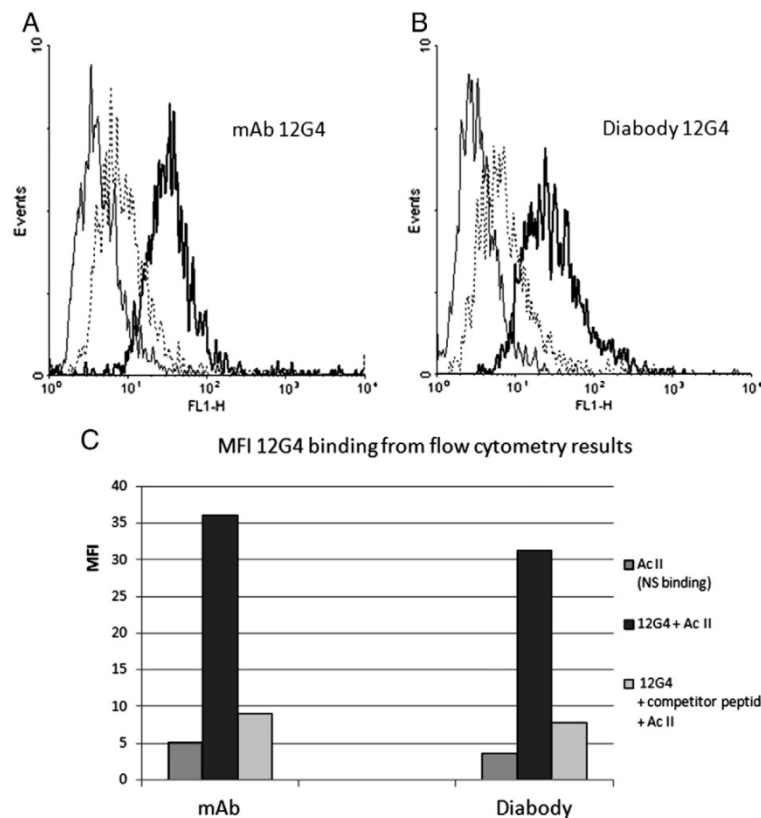 A
B
10
10
mAb 12G4
Diabody 12G4
Events
Events
0
0
10⁰ 10¹ 10² 10³ 10⁴
10⁰ 10¹ 10² 10³ 10⁴
FL1-H
FL1-H
C
MFI 12G4 binding from flow cytometry results
40
35
30
25
20
15
10
5
0
MFI
Ac II
(NS binding)
12G4 + Ac II
12G4
+ competitor peptid
+ Ac II
mAb
Diabody